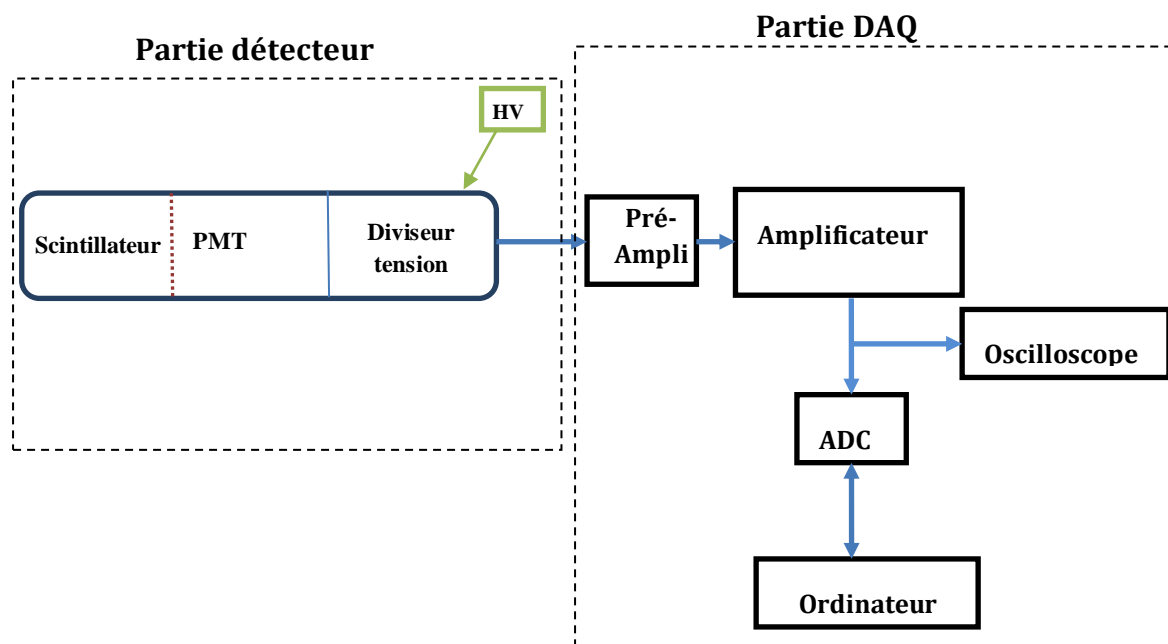 Partie détecteur
Partie DAQ
HV
Scintillateur
PMT
Diviseur
tension
Pré-
Ampli
Amplificateur
Oscilloscope
ADC
Ordinateur